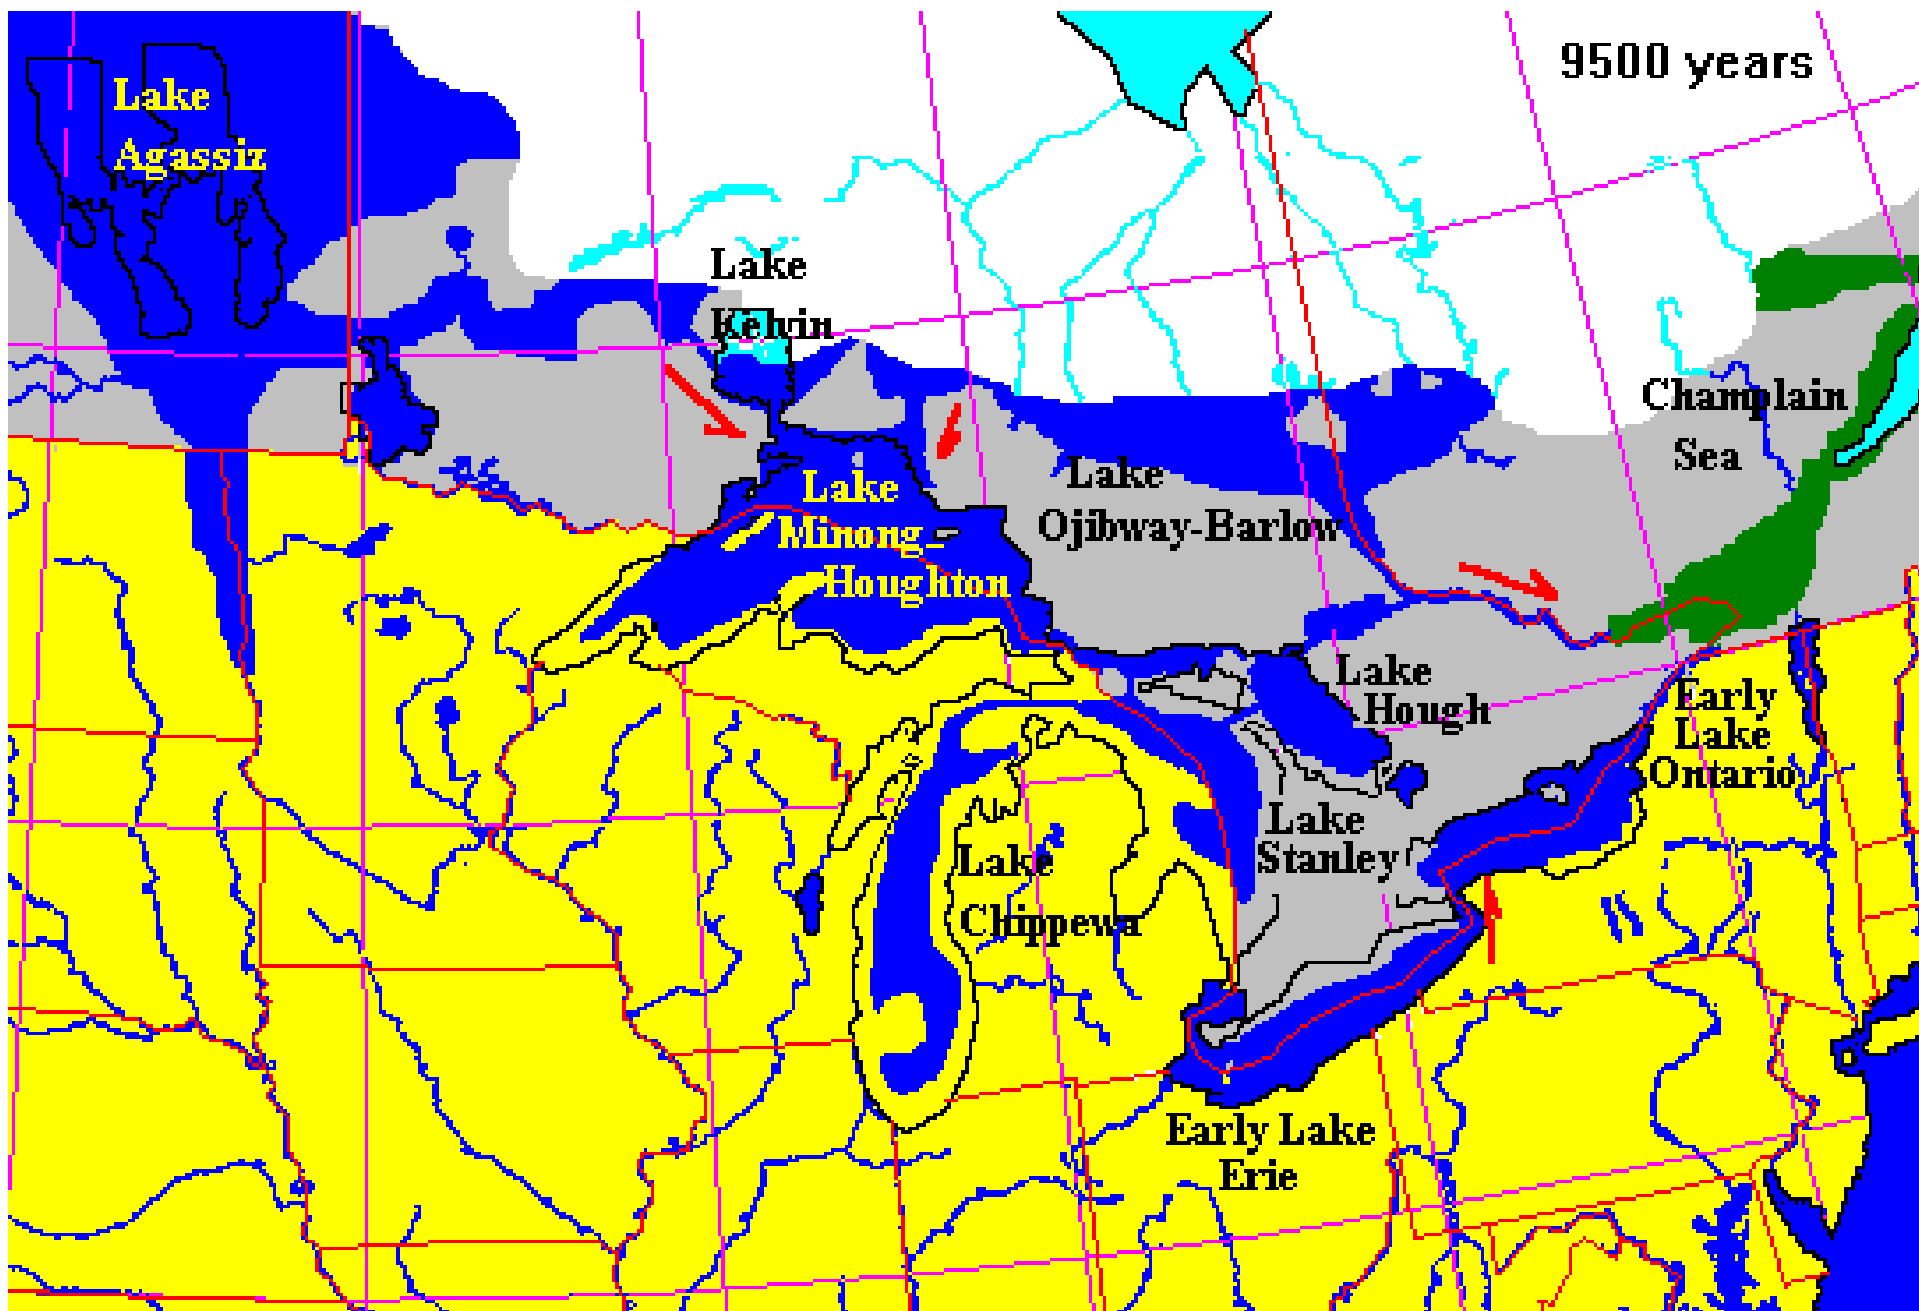 9500 years
Lake
Agassiz
Lake
Kelvin
Champlain
Sea
Lake
Ojibway-Barlow
Lake
Minong-
Houghton
Lake
Hough
Early
Lake
Ontario
Lake
Stanley
Lake
Chippewa
Early Lake
Erie